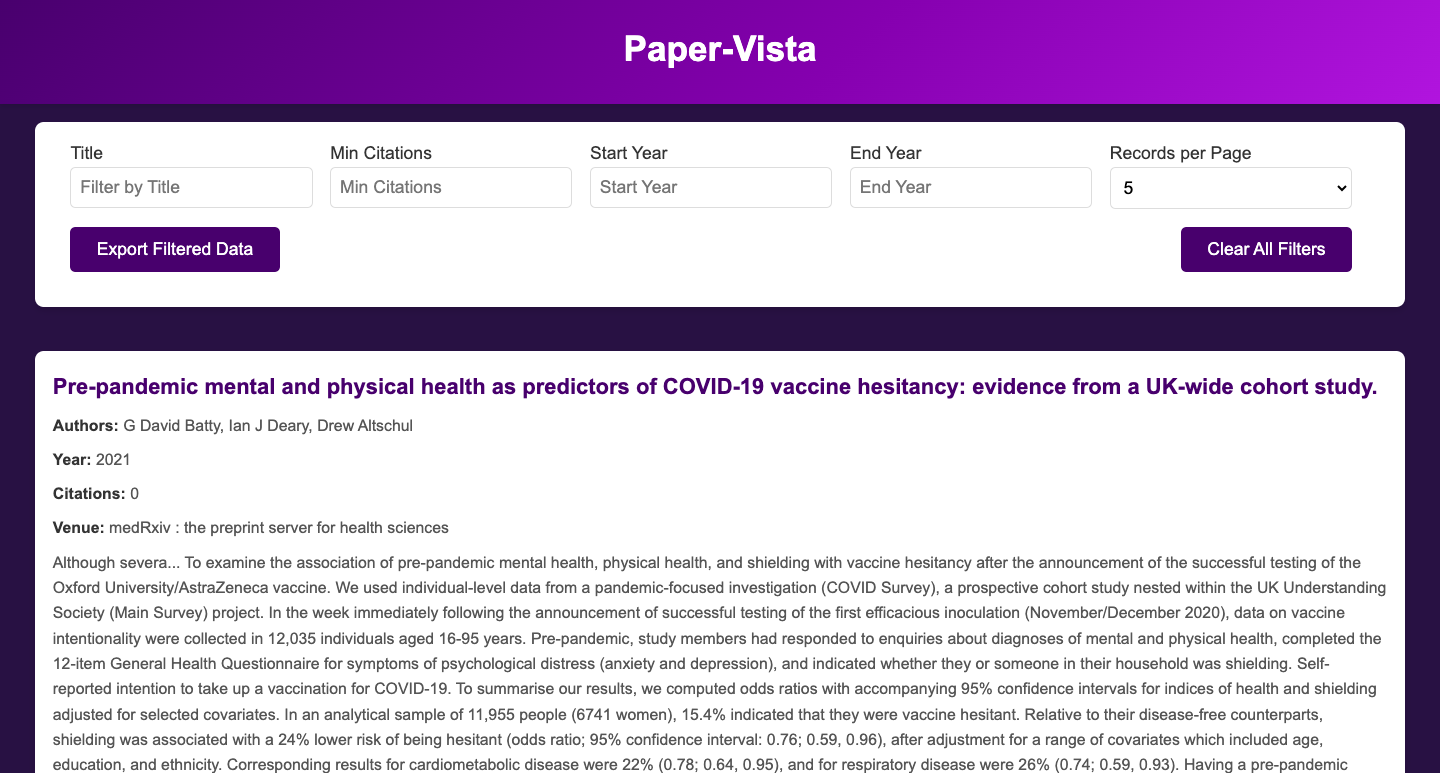 Paper-Vista
Title
Min Citations
Start Year
End Year
Records per Page
Filter by Title
Min Citations
Start Year
End Year
5
Export Filtered Data
Clear All Filters
Pre-pandemic mental and physical health as predictors of COVID-19 vaccine hesitancy: evidence from a UK-wide cohort study.
Authors: G David Batty, Ian J Deary, Drew Altschul
Year: 2021
Citations: 0
Venue: medRxiv : the preprint server for health sciences
Although severa... To examine the association of pre-pandemic mental health, physical health, and shielding with vaccine hesitancy after the announcement of the successful testing of the
Oxford University/AstraZeneca vaccine. We used individual-level data from a pandemic-focused investigation (COVID Survey), a prospective cohort study nested within the UK Understanding
Society (Main Survey) project. In the week immediately following the announcement of successful testing of the first efficacious inoculation (November/December 2020), data on vaccine
intentionality were collected in 12,035 individuals aged 16-95 years. Pre-pandemic, study members had responded to enquiries about diagnoses of mental and physical health, completed the
12-item General Health Questionnaire for symptoms of psychological distress (anxiety and depression), and indicated whether they or someone in their household was shielding. Self-
reported intention to take up a vaccination for COVID-19. To summarise our results, we computed odds ratios with accompanying 95% confidence intervals for indices of health and shielding
adjusted for selected covariates. In an analytical sample of 11,955 people (6741 women), 15.4% indicated that they were vaccine hesitant. Relative to their disease-free counterparts,
shielding was associated with a 24% lower risk of being hesitant (odds ratio; 95% confidence interval: 0.76; 0.59, 0.96), after adjustment for a range of covariates which included age,
education, and ethnicity. Corresponding results for cardiometabolic disease were 22% (0.78; 0.64, 0.95), and for respiratory disease were 26% (0.74; 0.59, 0.93). Having a pre-pandemic